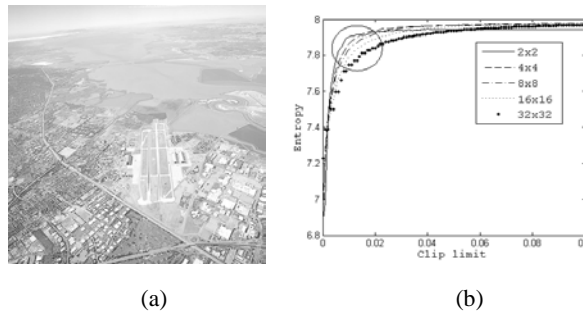 8
7.8
7.6
7.4
7.2
7
6.8
Entropy
2x2
4x4
8x8
16x16
32x32
0
0.02
0.04
0.06
0.08
Clip limit
(a)
(b)